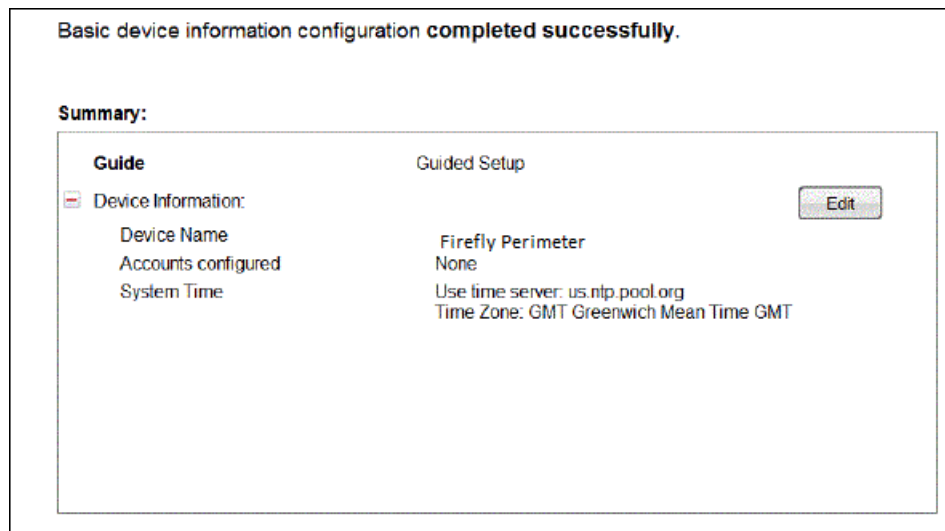 Basic device information configuration completed successfully.
Summary:
Guide Guided Setup
Device Information: Edit
Device Name Firefly Perimeter
Accounts configured None
System Time Use time server: us.ntp.pool.org
Time Zone: GMT Greenwich Mean Time GMT